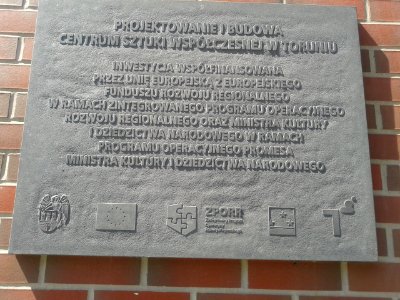 PROJEKTOWANIE I BUDOWA
CENTRUM SZTUKI WSPÓŁCZESNEJ W TORUNIU
INWESTYCJA WSPÓŁFINANSOWANA
PRZEZ UNIĘ EUROPEJSKĄ Z EUROPEJSKIEGO
FUNDUSZU ROZWOJU REGIONALNEGO
W RAMACH ZINTEGROWANEGO PROGRAMU OPERACYJNEGO
ROZWOJU REGIONALNEGO ORAZ MINISTRA KULTURY
I DZIEDZICTWA NARODOWEGO W RAMACH
PROGRAMU OPERACYJNEGO PROMESA
MINISTRA KULTURY I DZIEDZICTWA NARODOWEGO
ZPORR